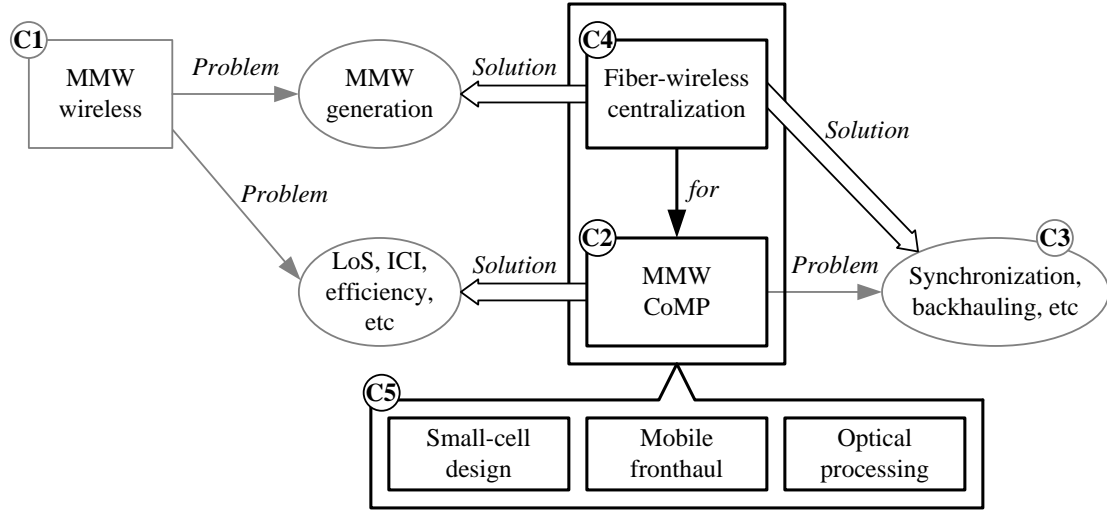 C1
MMW
wireless
Problem
MMW
generation
Solution
C4
Fiber-wireless
centralization
Solution
Problem
for
LoS, ICI,
efficiency,
etc
Solution
C2
MMW
CoMP
Problem
C3
Synchronization,
backhauling, etc
C5
Small-cell
design
Mobile
fronthaul
Optical
processing